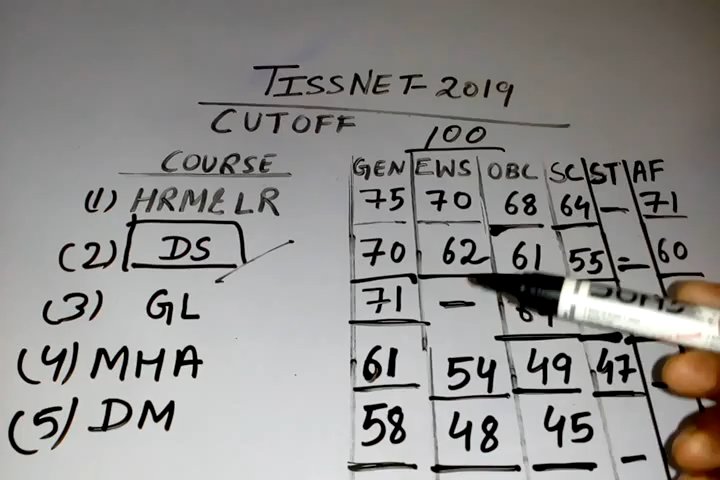 TISSNET-2019
CUTOFF 100
COURSE GEN EWS OBC SC ST AF
(1) HRM&LR 75 70 68 64 - 71
(2) DS 70 62 61 55 - 60
(3) GL 71 -
(4) MHA 61 54 49 47
(5) DM 58 48 45 -